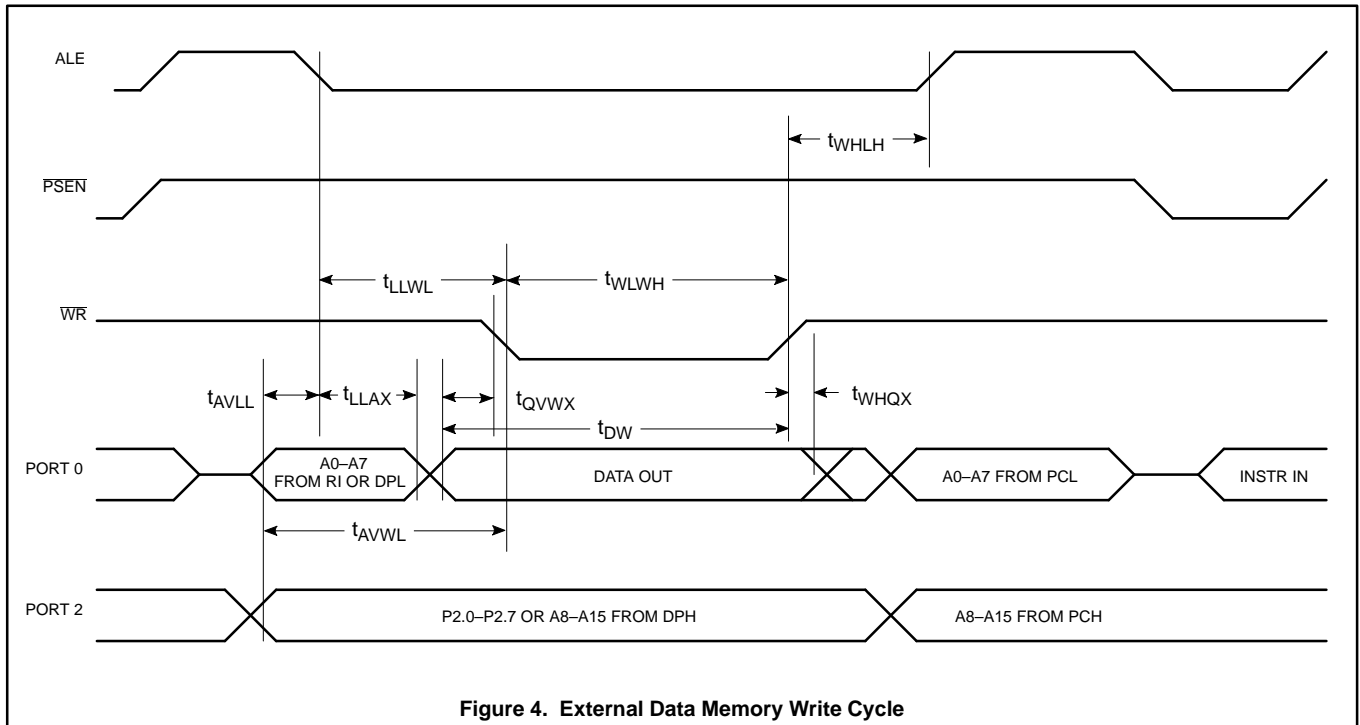 ALE
tWHLH
PSEN
tLLWL
tWLWH
WR
tAVLL
tLLAX
tQVWX
tWHQX
tDW
PORT 0
A0–A7
FROM RI OR DPL
DATA OUT
A0–A7 FROM PCL
INSTR IN
tAVWL
PORT 2
P2.0–P2.7 OR A8–A15 FROM DPH
A8–A15 FROM PCH
Figure 4. External Data Memory Write Cycle